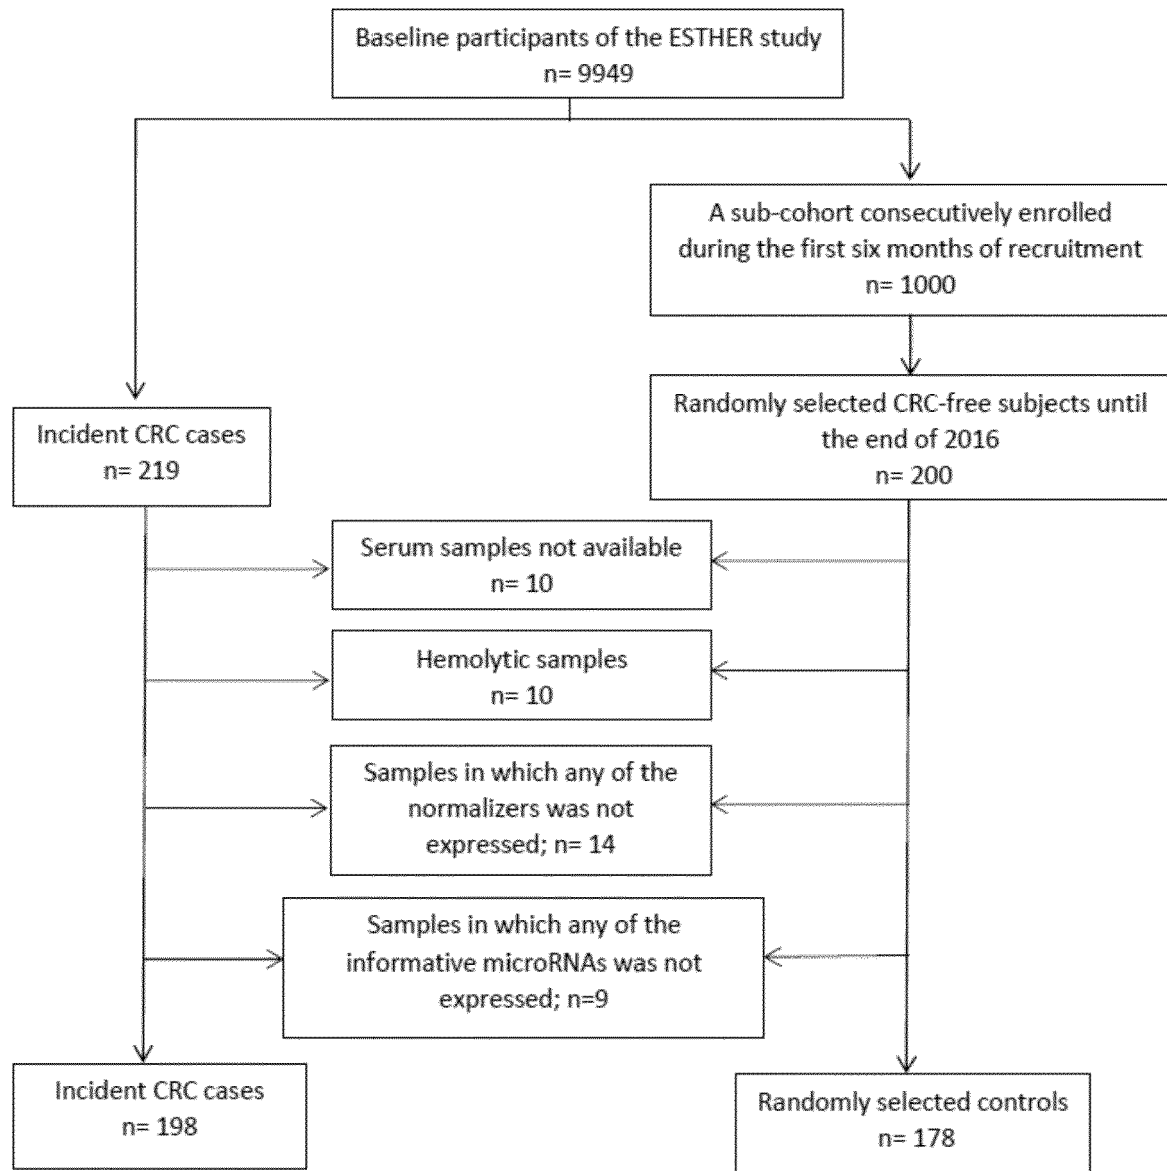 Baseline participants of the ESTHER study
n= 9949
A sub-cohort consecutively enrolled
during the first six months of recruitment
n= 1000
Randomly selected CRC-free subjects until
the end of 2016
n= 200
Incident CRC cases
n= 219
Serum samples not available
n= 10
Hemolytic samples
n= 10
Samples in which any of the
normalizers was not
expressed; n= 14
Samples in which any of the
informative microRNAs was not
expressed; n=9
Incident CRC cases
n= 198
Randomly selected controls
n= 178